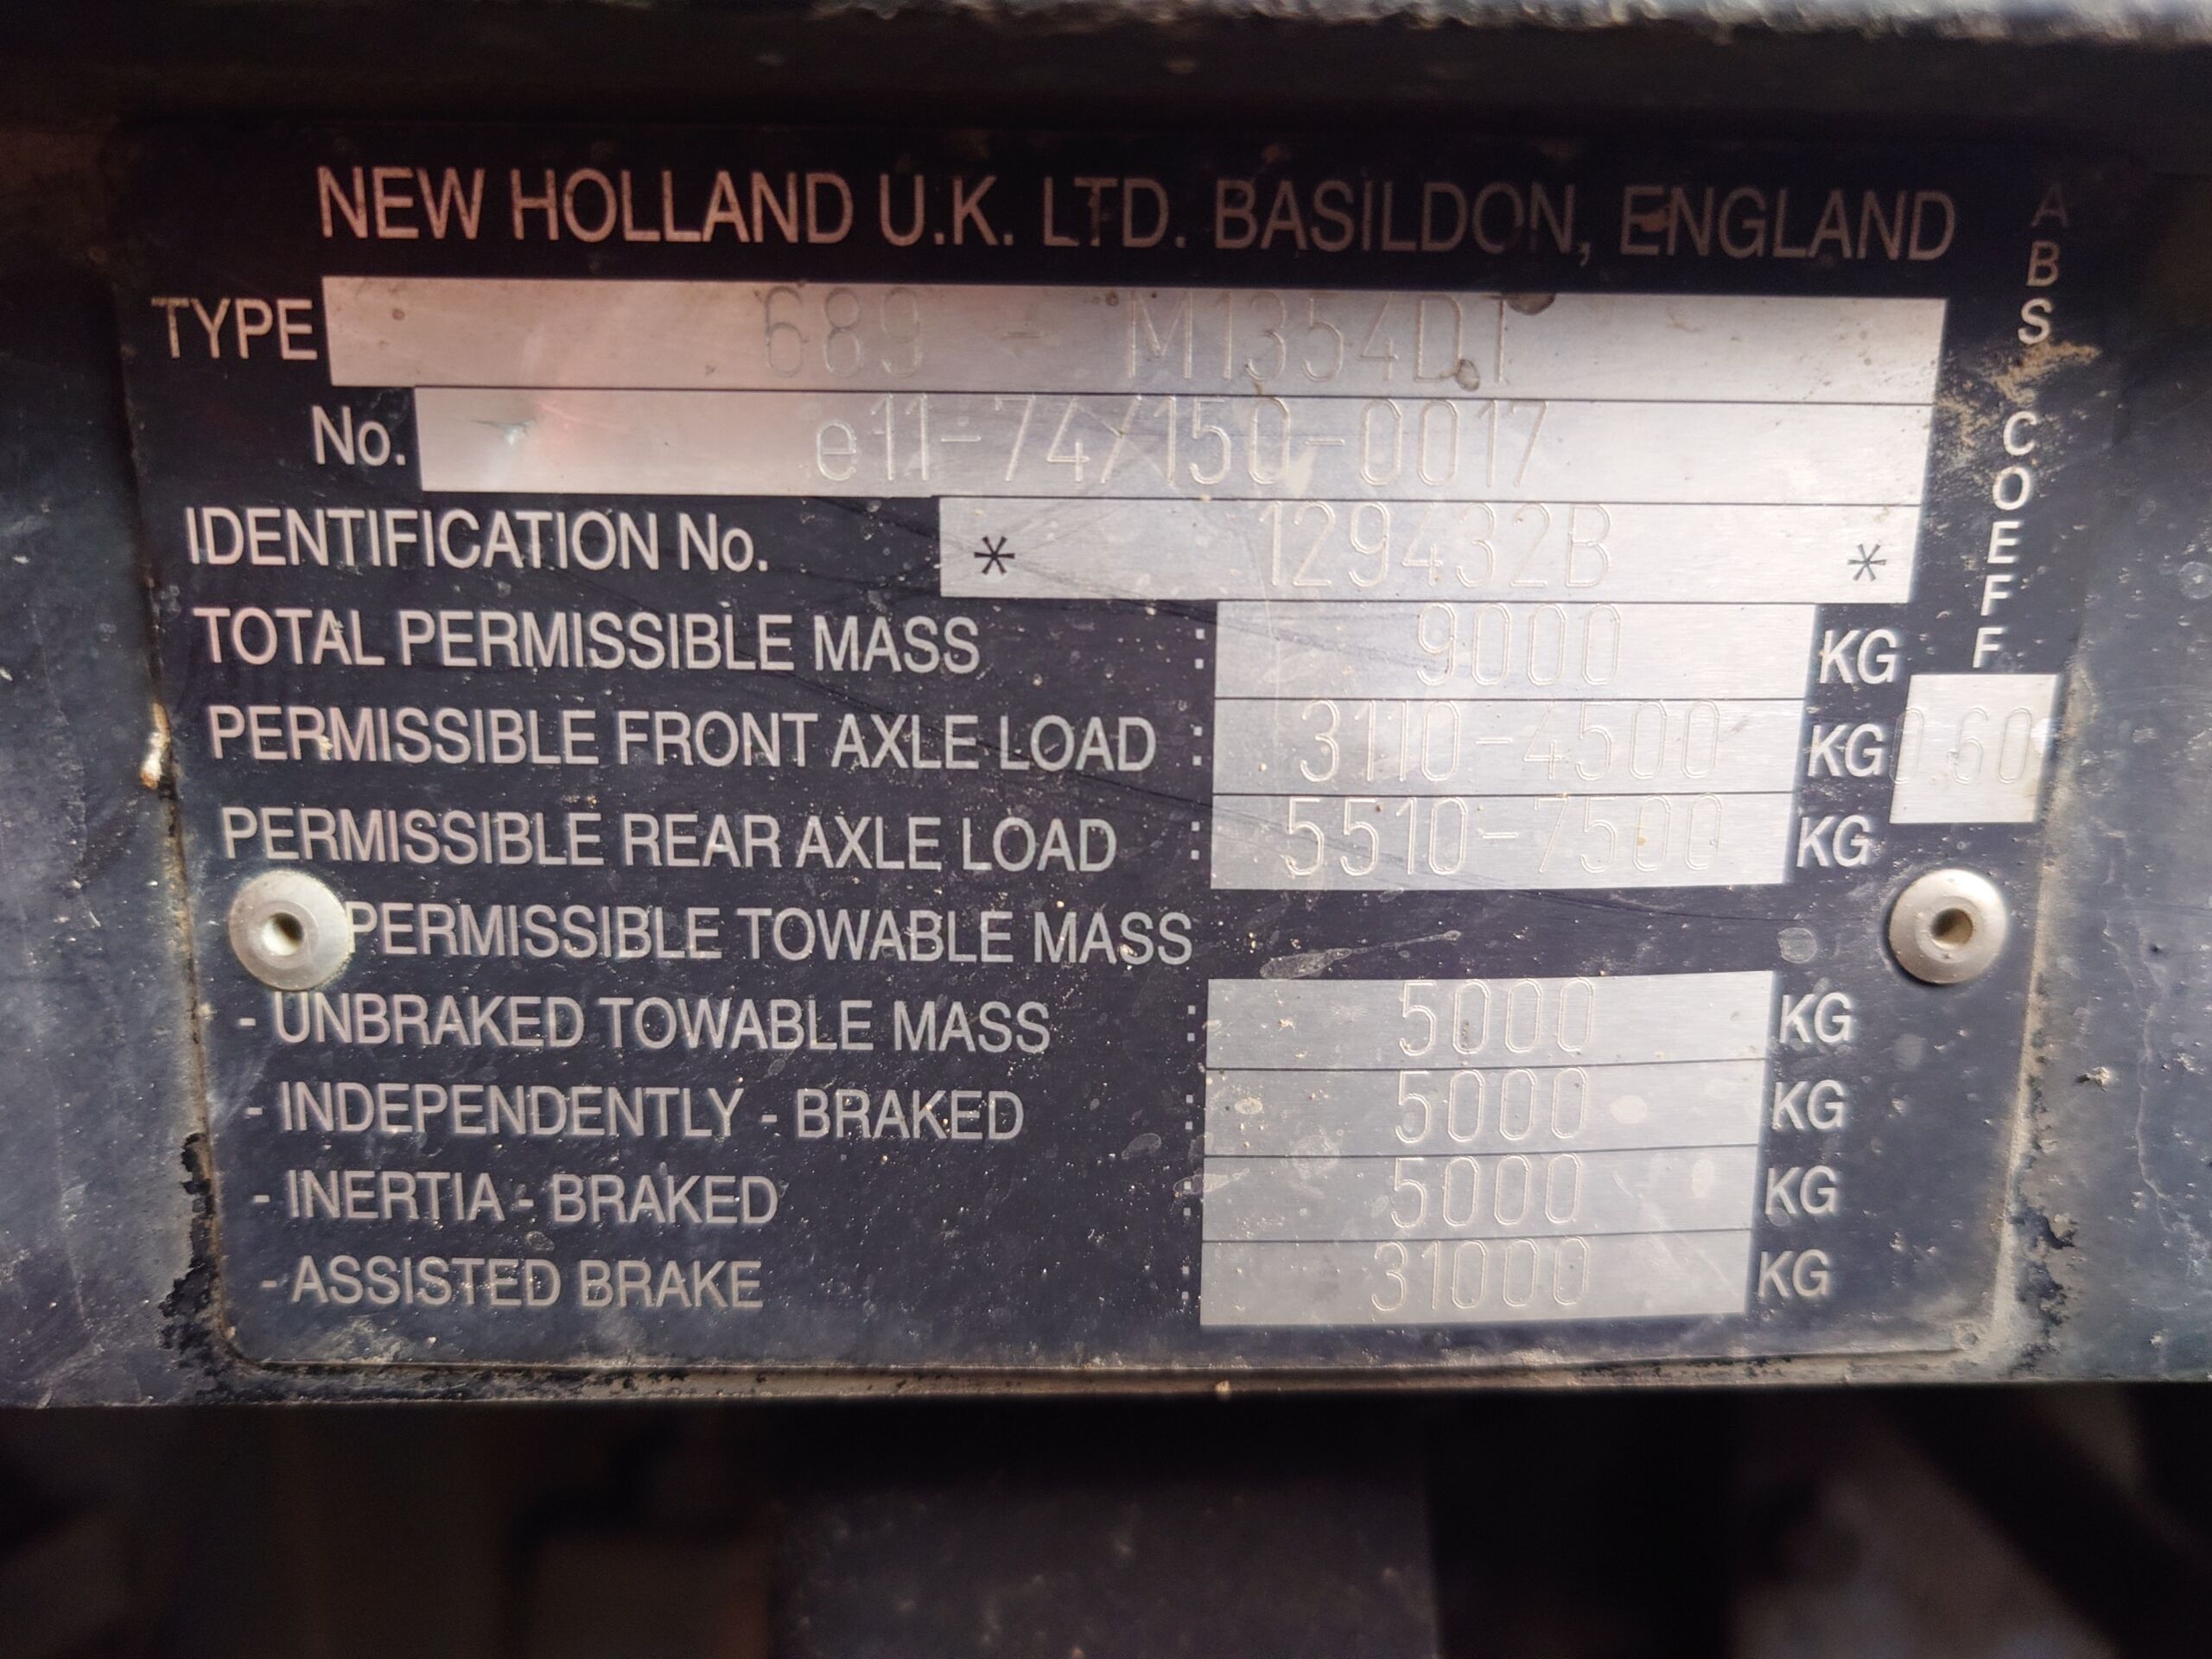 NEW HOLLAND U.K. LTD. BASILDON, ENGLAND
TYPE 689 - M1354DT
No. e11-74/150-0017
IDENTIFICATION No. * 129432B *
TOTAL PERMISSIBLE MASS : 9000 KG
PERMISSIBLE FRONT AXLE LOAD : 3110-4500 KG
PERMISSIBLE REAR AXLE LOAD : 5510-7500 KG
PERMISSIBLE TOWABLE MASS
- UNBRAKED TOWABLE MASS : 5000 KG
- INDEPENDENTLY - BRAKED : 5000 KG
- INERTIA - BRAKED : 5000 KG
- ASSISTED BRAKE : 31000 KG
ABS COEFF
0.60